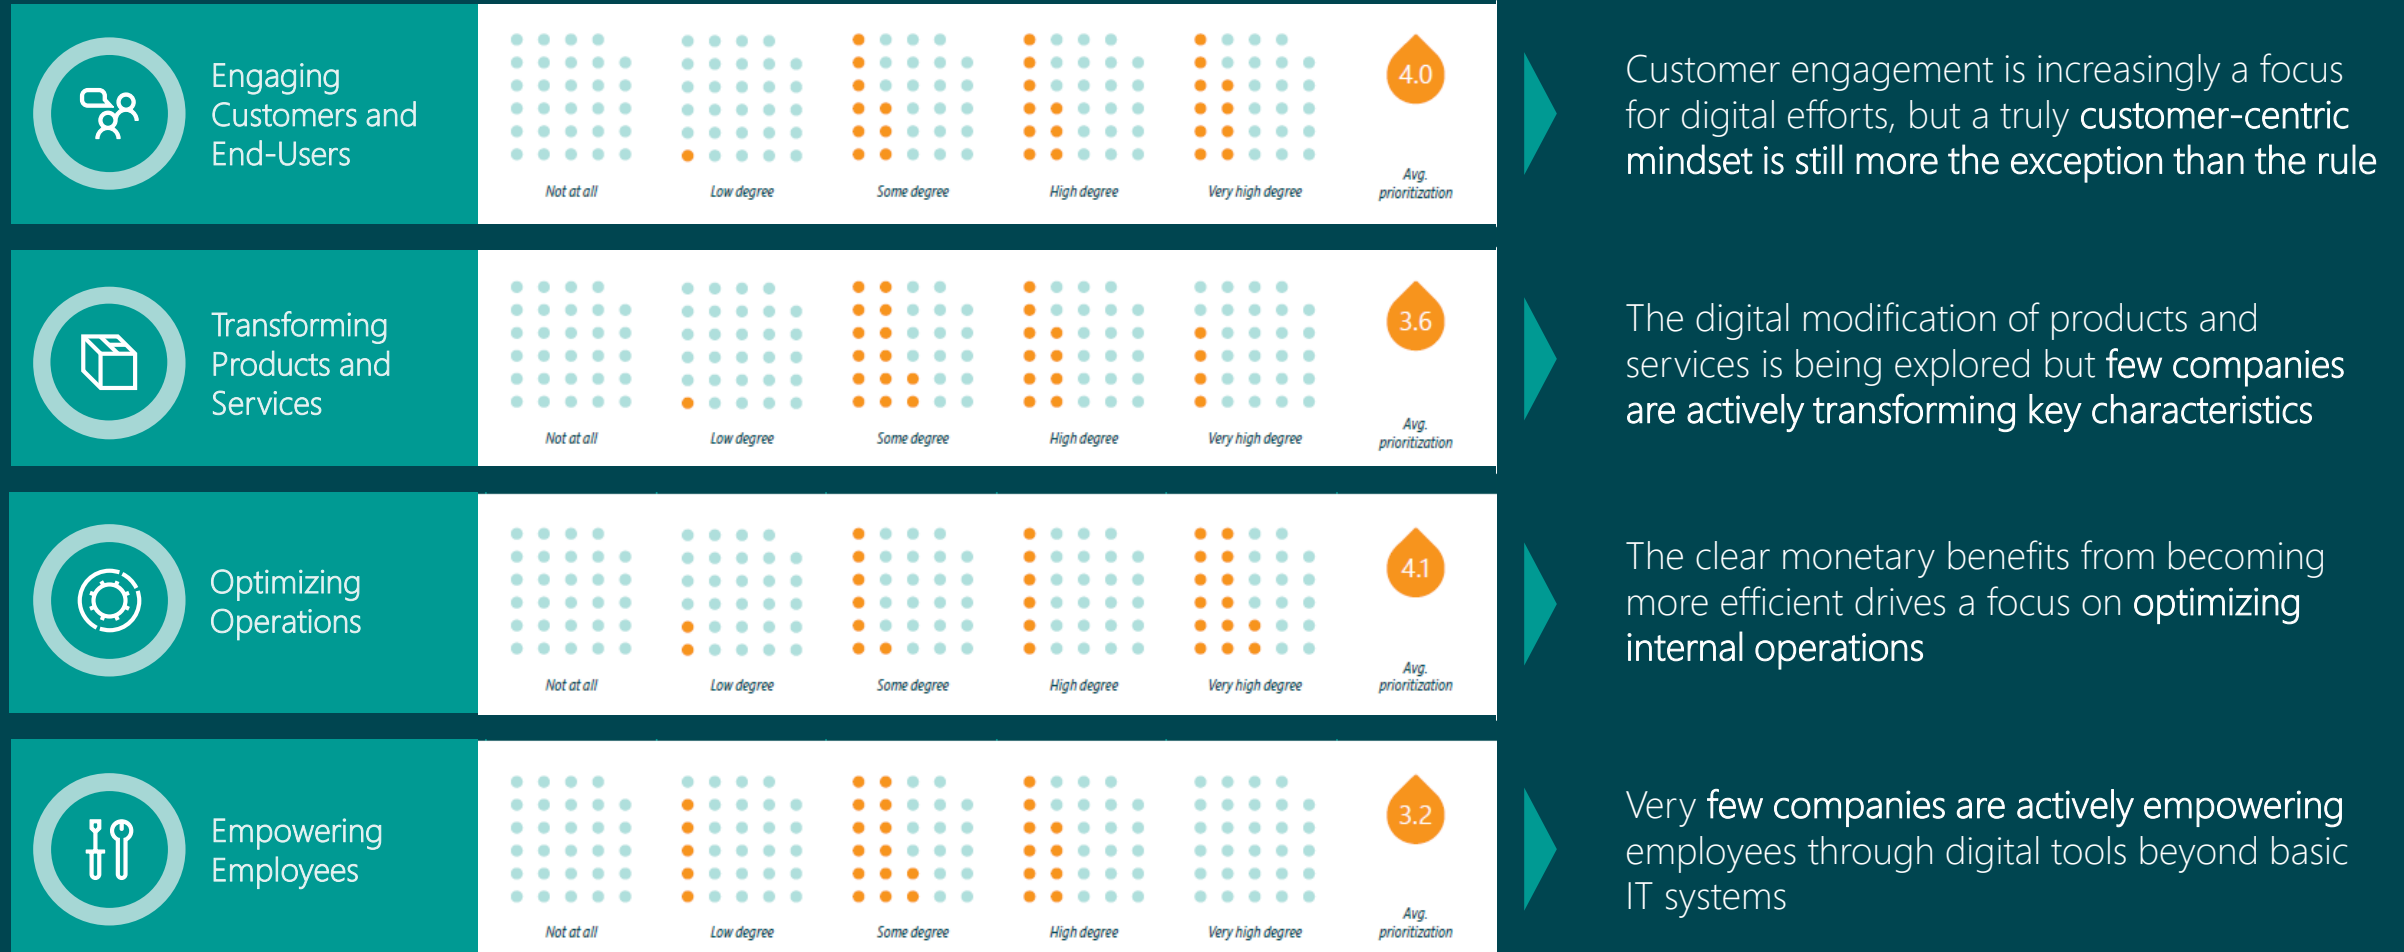 Engaging
Customers and
End-Users
Not at all
Low degree
Some degree
High degree
Very high degree
4.0
Avg.
prioritization
Customer engagement is increasingly a focus
for digital efforts, but a truly customer-centric
mindset is still more the exception than the rule
Transforming
Products and
Services
Not at all
Low degree
Some degree
High degree
Very high degree
3.6
Avg.
prioritization
The digital modification of products and
services is being explored but few companies
are actively transforming key characteristics
Optimizing
Operations
Not at all
Low degree
Some degree
High degree
Very high degree
4.1
Avg.
prioritization
The clear monetary benefits from becoming
more efficient drives a focus on optimizing
internal operations
Empowering
Employees
Not at all
Low degree
Some degree
High degree
Very high degree
3.2
Avg.
prioritization
Very few companies are actively empowering
employees through digital tools beyond basic
IT systems